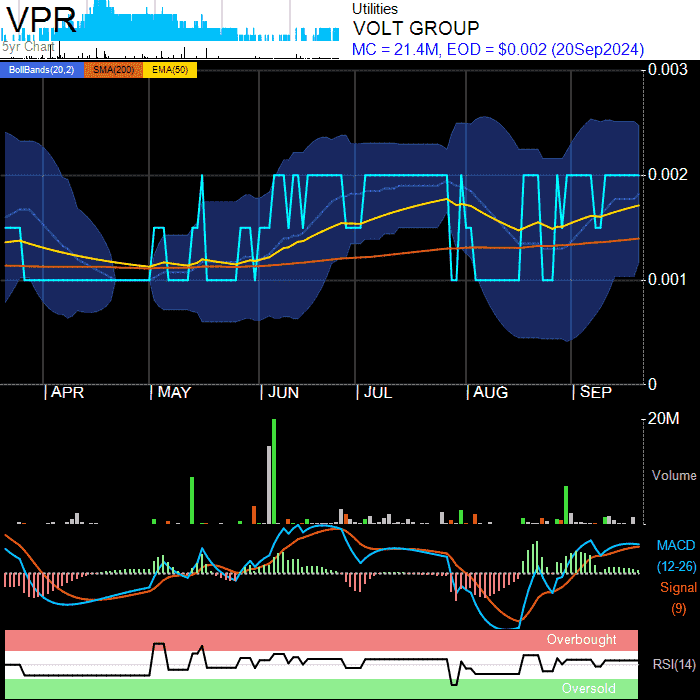 VPR
5yr Chart
Utilities
VOLT GROUP
MC = 21.4M, EOD = $0.002 (20Sep2024)
BollBands(20,2) SMA(200) EMA(50)
0.003
0.002
0.001
0
APR MAY JUN JUL AUG SEP
20M
Volume
MACD
(12-26)
Signal
(9)
Overbought
RSI(14)
Oversold